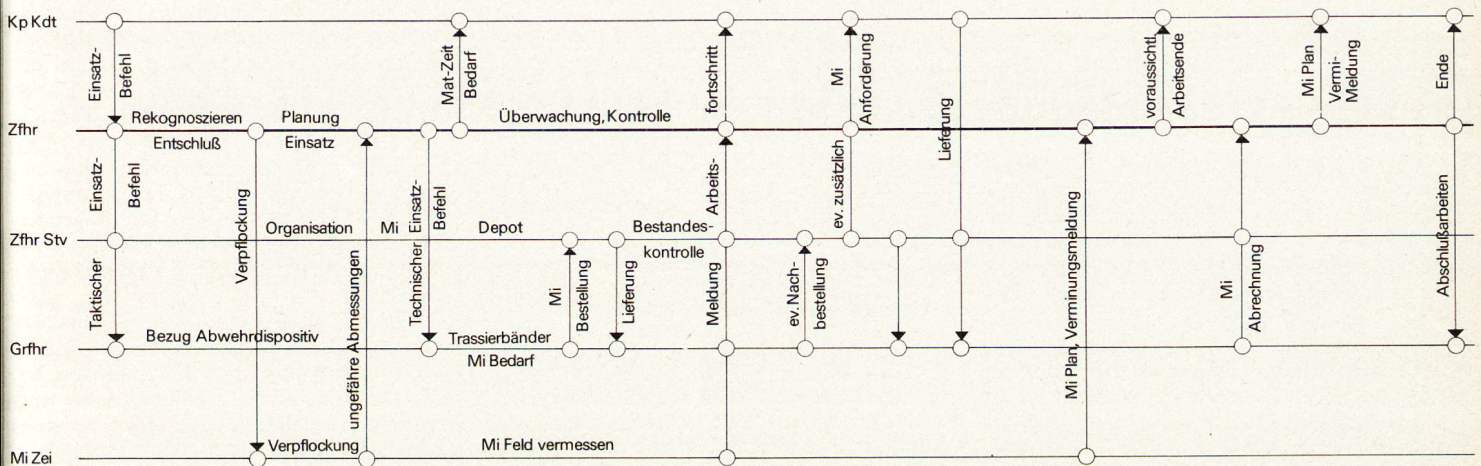 Kp Kdt
Einsatz-
Befehl
Mat-Zeit
Bedarf
fortschritt
Mi
Anforderung
voraussichtl.
Arbeitsende
Mi Plan
Vermi-
Meldung
Ende
Zfhr
Rekognoszieren
Entschluß
Planung
Einsatz
Überwachung, Kontrolle
Lieferung
Einsatz-
Befehl
Verpflockung
ungefähre Abmessungen
Technischer Einsatz-
Befehl
Arbeits-
ev. zusätzlich
Mi Plan, Verminungsmeldung
Abschlußarbeiten
Zfhr Stv
Organisation Mi Depot
Bestandes-
kontrolle
Taktischer
Mi
Bestellung
Lieferung
Meldung
ev. Nach-
bestellung
Mi
Abrechnung
Grfhr
Bezug Abwehrdispositiv
Trassierbänder
Mi Bedarf
Mi Zei
Verpflockung
Mi Feld vermessen